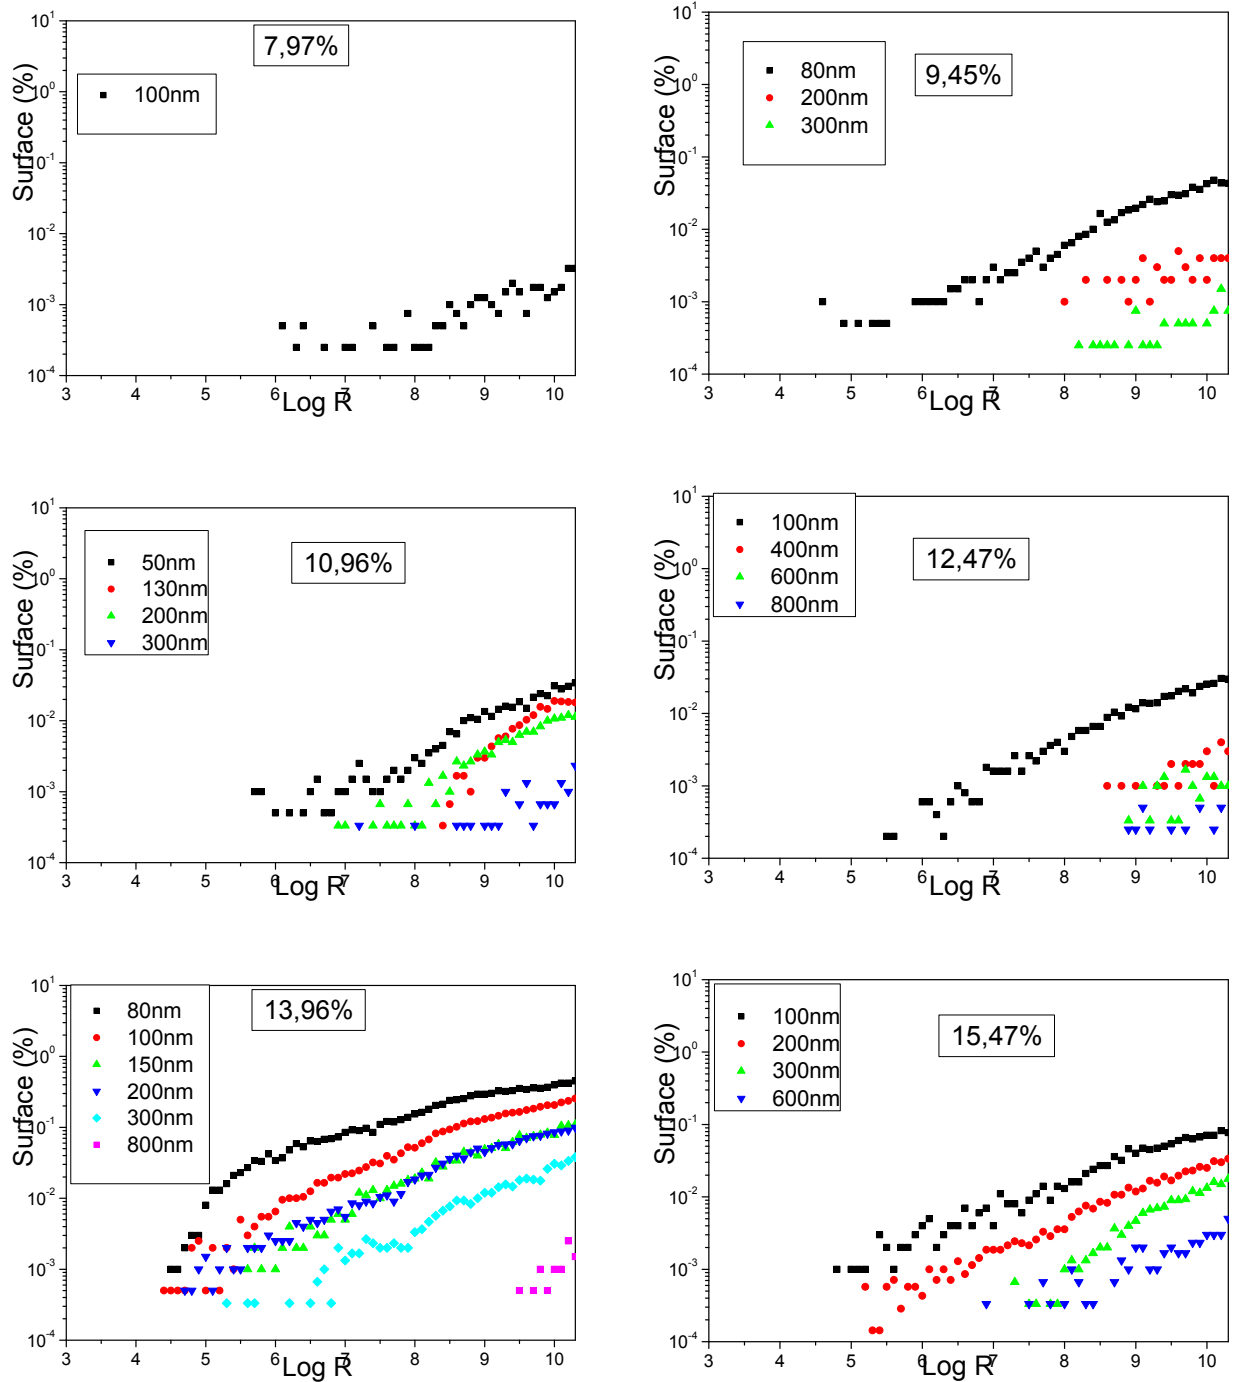 7,97%
100nm
Surface (%)
10^1
10^0
10^-1
10^-2
10^-3
10^-4
3 4 5 6 7 8 9 10
Log R
9,45%
80nm
200nm
300nm
Surface (%)
10^1
10^0
10^-1
10^-2
10^-3
10^-4
3 4 5 6 7 8 9 10
Log R
10,96%
50nm
130nm
200nm
300nm
Surface (%)
10^1
10^0
10^-1
10^-2
10^-3
10^-4
3 4 5 6 7 8 9 10
Log R
12,47%
100nm
400nm
600nm
800nm
Surface (%)
10^1
10^0
10^-1
10^-2
10^-3
10^-4
3 4 5 6 7 8 9 10
Log R
13,96%
80nm
100nm
150nm
200nm
300nm
800nm
Surface (%)
10^1
10^0
10^-1
10^-2
10^-3
10^-4
3 4 5 6 7 8 9 10
Log R
15,47%
100nm
200nm
300nm
600nm
Surface (%)
10^1
10^0
10^-1
10^-2
10^-3
10^-4
3 4 5 6 7 8 9 10
Log R